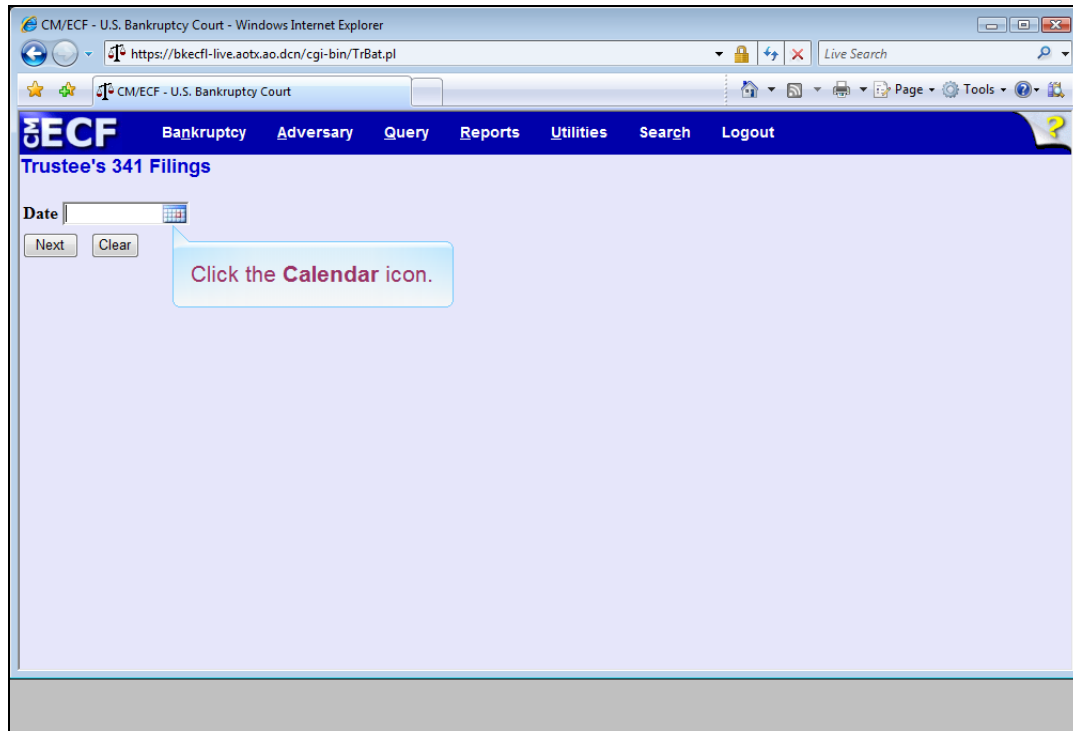 CM/ECF - U.S. Bankruptcy Court - Windows Internet Explorer
https://bkecfl-live.aotx.ao.dcn/cgi-bin/TrBat.pl
Live Search
CM/ECF - U.S. Bankruptcy Court
Page
Tools
CM ECF Bankruptcy Adversary Query Reports Utilities Search Logout ?
Trustee's 341 Filings
Date
Next Clear
Click the Calendar icon.